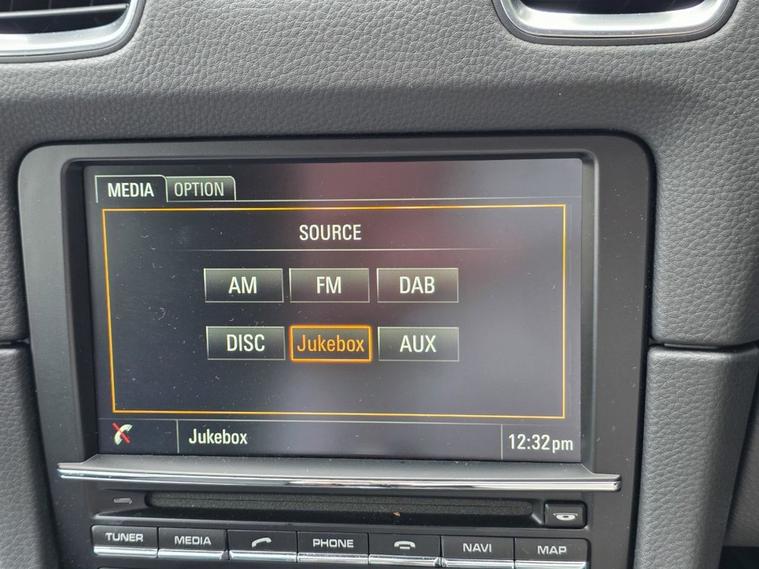 MEDIA OPTION
SOURCE
AM FM DAB
DISC Jukebox AUX
Jukebox 12:32pm
TUNER MEDIA PHONE NAVI MAP